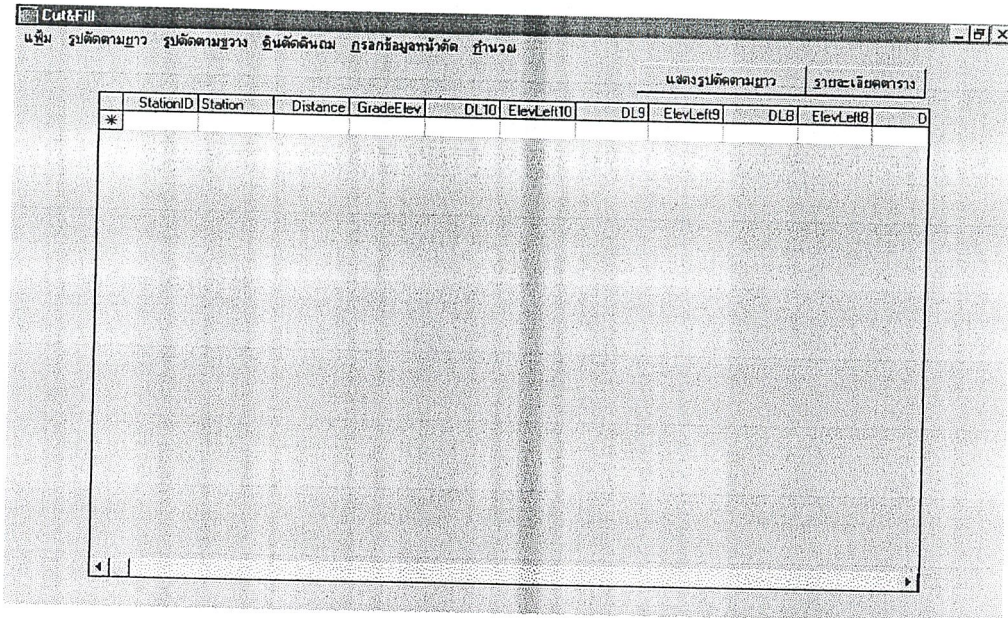 Cut&Fill
แฟ้ม รูปตัดตามยาว รูปตัดตามขวาง ดินตัดดินถม กรอกข้อมูลหน้าตัด คำนวณ
แสดงรูปตัดตามยาว รายละเอียดตาราง
StationID Station Distance GradeElev DL10 ElevLeft10 DL9 ElevLeft9 DL8 ElevLeft8 D